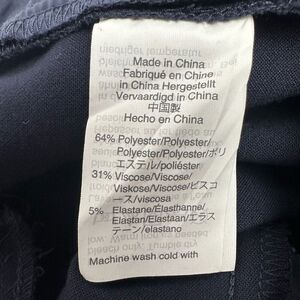 Made in China
Fabriqué en Chine
in China Hergestellt
Vervaardigd in China
中国製
Hecho en China
64% Polyester/Polyester/
Polyester/Polyester/ポリ
エステル/poliéster
31% Viscose/Viscose/
Viskose/Viscose/ビスコ
ース/viscosa
5% Elastane/Élasthanne/
Elastan/Elastaan/エラス
テーン/elastano
Machine wash cold with